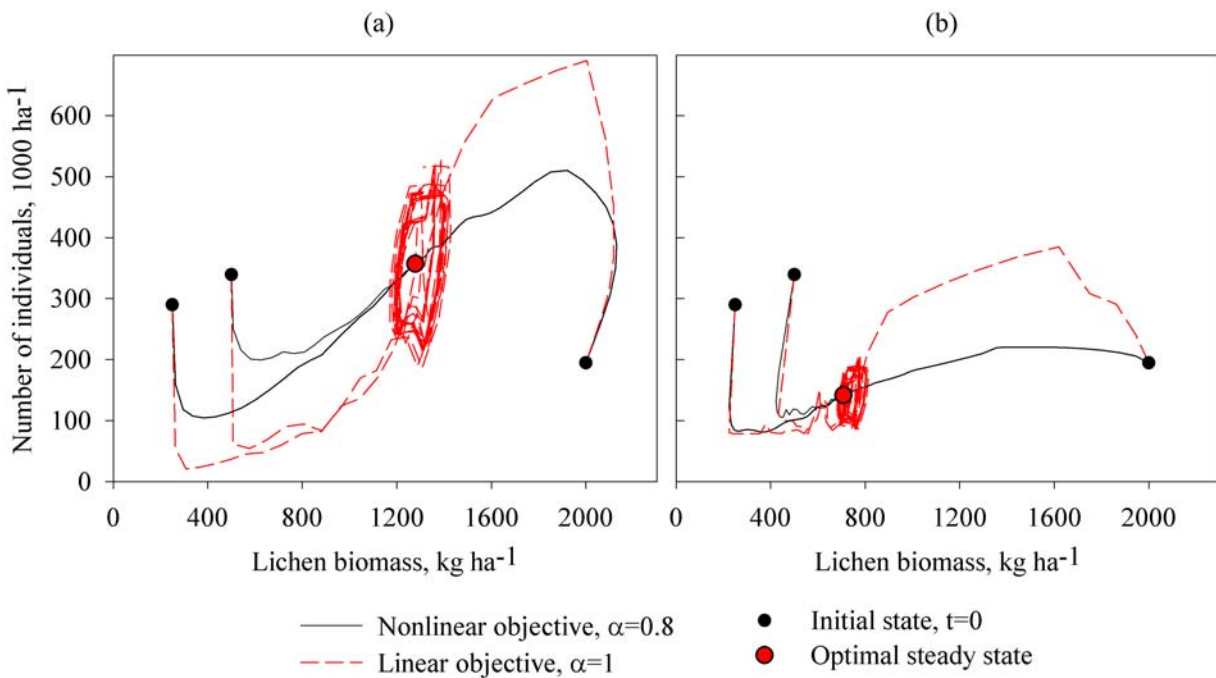 (a)
(b)
Number of individuals, 1000 ha-1
600
500
400
300
200
100
0
0 400 800 1200 1600 2000
0 400 800 1200 1600 2000
Lichen biomass, kg ha-1
Lichen biomass, kg ha-1
Nonlinear objective, α=0.8
Linear objective, α=1
Initial state, t=0
Optimal steady state